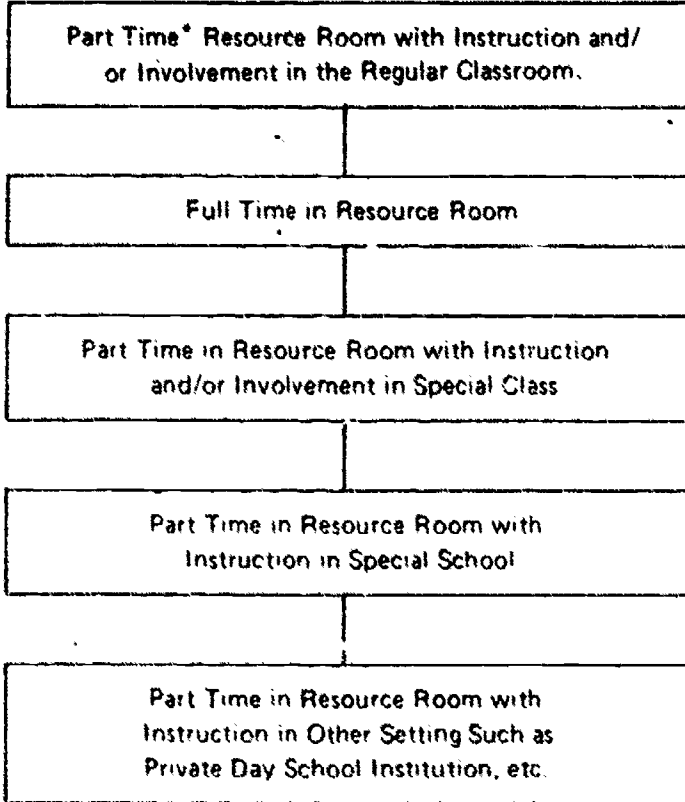 Part Time* Resource Room with Instruction and/
or Involvement in the Regular Classroom.
Full Time in Resource Room
Part Time in Resource Room with Instruction
and/or Involvement in Special Class
Part Time in Resource Room with
Instruction in Special School
Part Time in Resource Room with
Instruction in Other Setting Such as
Private Day School Institution, etc.